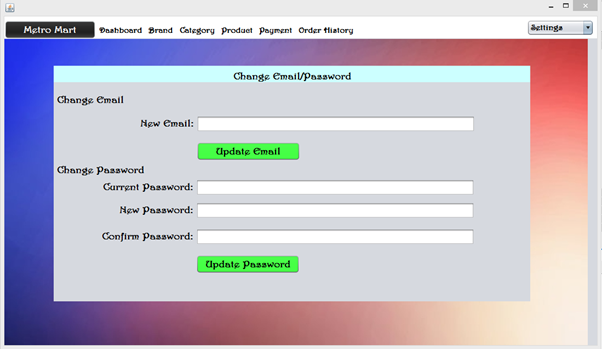 Metro Mart Dashboard Brand Category Product Payment Order History Settings
Change Email/Password
Change Email
New Email:
Update Email
Change Password
Current Password:
New Password:
Confirm Password:
Update Password